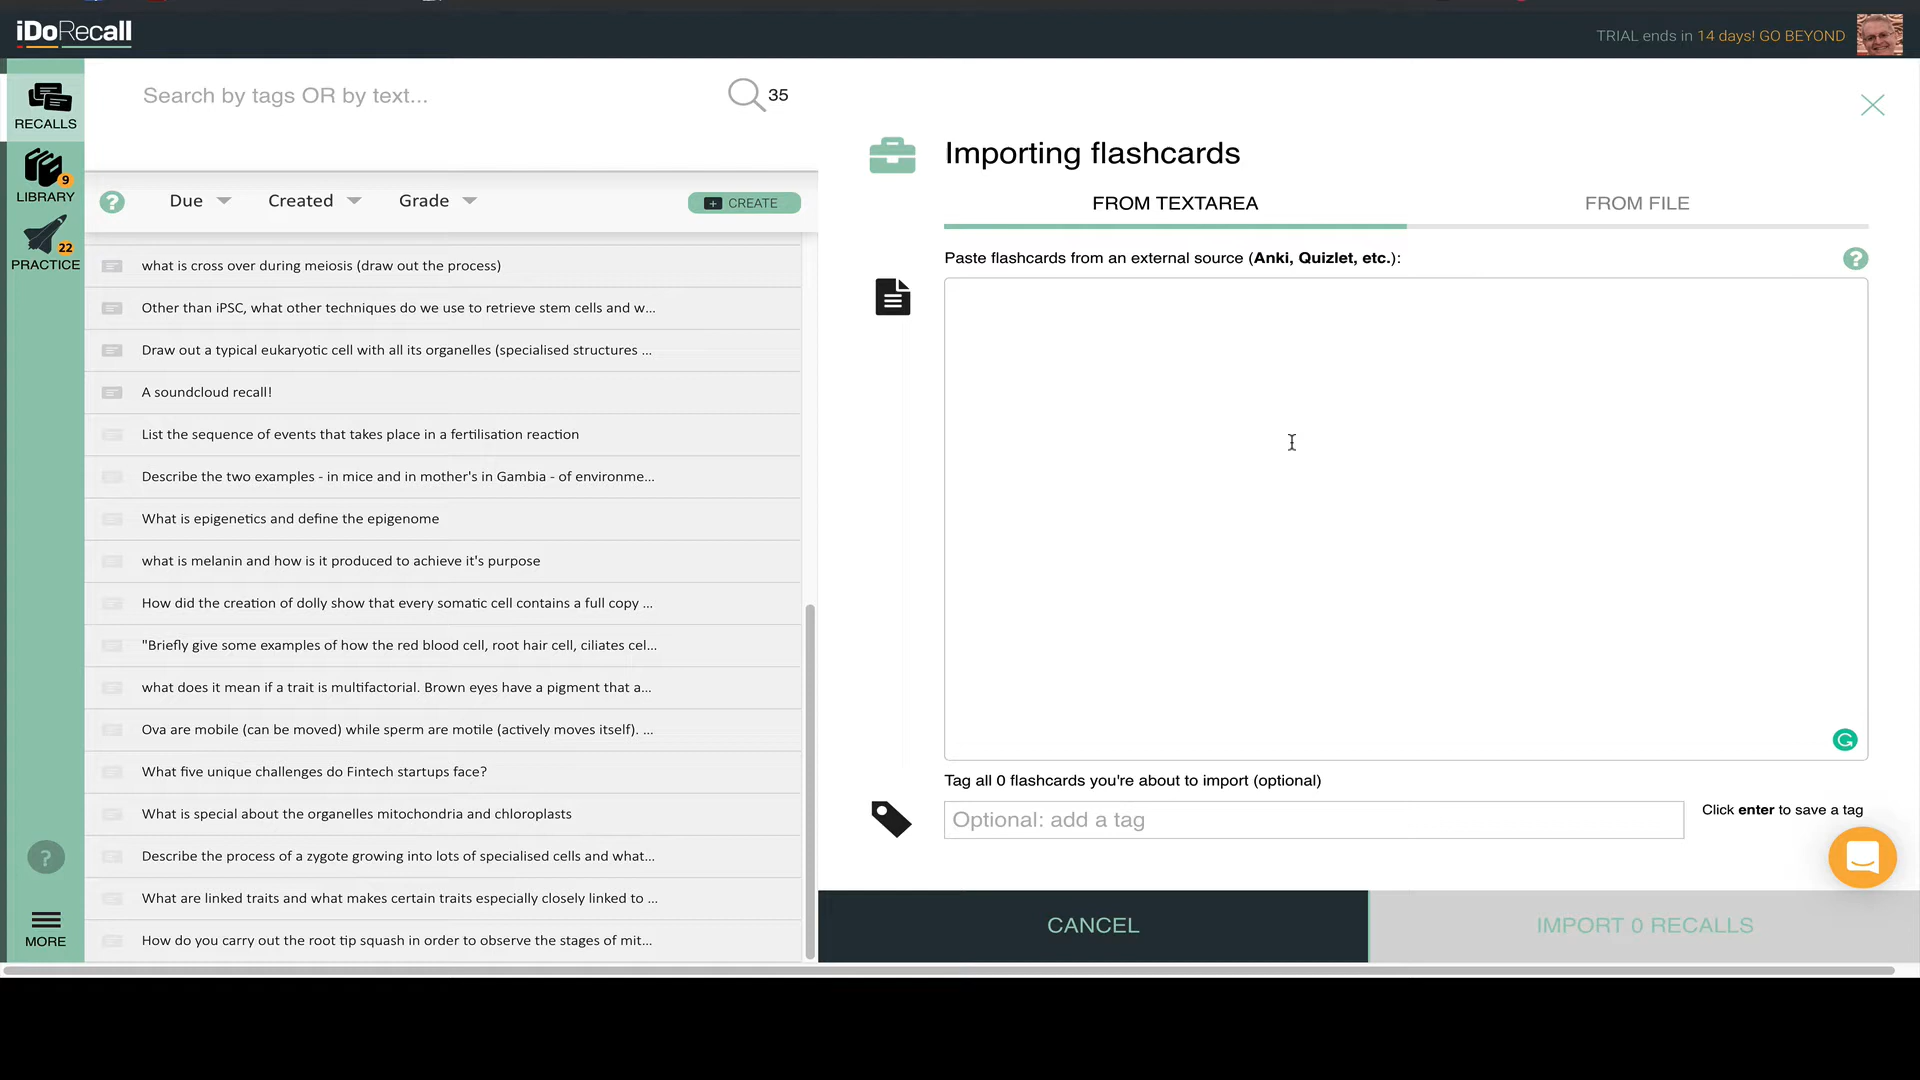 iDoRecall
TRIAL ends in 14 days! GO BEYOND
RECALLS
9
LIBRARY
22
PRACTICE
?
MORE
Search by tags OR by text...
35
?
Due
Created
Grade
CREATE
what is cross over during meiosis (draw out the process)
Other than iPSC, what other techniques do we use to retrieve stem cells and w...
Draw out a typical eukaryotic cell with all its organelles (specialised structures ...
A soundcloud recall!
List the sequence of events that takes place in a fertilisation reaction
Describe the two examples - in mice and in mother's in Gambia - of environme...
What is epigenetics and define the epigenome
what is melanin and how is it produced to achieve it's purpose
How did the creation of dolly show that every somatic cell contains a full copy ...
"Briefly give some examples of how the red blood cell, root hair cell, ciliates cel...
what does it mean if a trait is multifactorial. Brown eyes have a pigment that a...
Ova are mobile (can be moved) while sperm are motile (actively moves itself). ...
What five unique challenges do Fintech startups face?
What is special about the organelles mitochondria and chloroplasts
Describe the process of a zygote growing into lots of specialised cells and what...
What are linked traits and what makes certain traits especially closely linked to ...
How do you carry out the root tip squash in order to observe the stages of mit...
Importing flashcards
FROM TEXTAREA
FROM FILE
Paste flashcards from an external source (Anki, Quizlet, etc.):
?
Tag all 0 flashcards you're about to import (optional)
Optional: add a tag
Click enter to save a tag
CANCEL
IMPORT 0 RECALLS